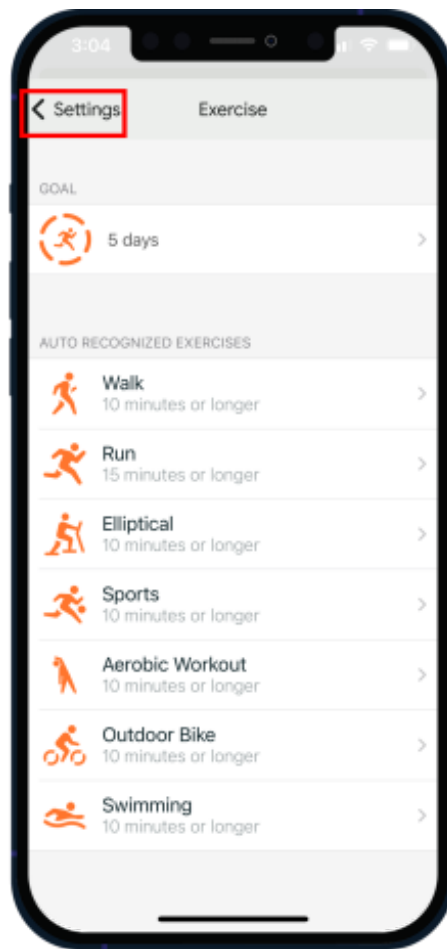 3:04
Settings
Exercise
GOAL
5 days
AUTO RECOGNIZED EXERCISES
Walk
10 minutes or longer
Run
15 minutes or longer
Elliptical
10 minutes or longer
Sports
10 minutes or longer
Aerobic Workout
10 minutes or longer
Outdoor Bike
10 minutes or longer
Swimming
10 minutes or longer